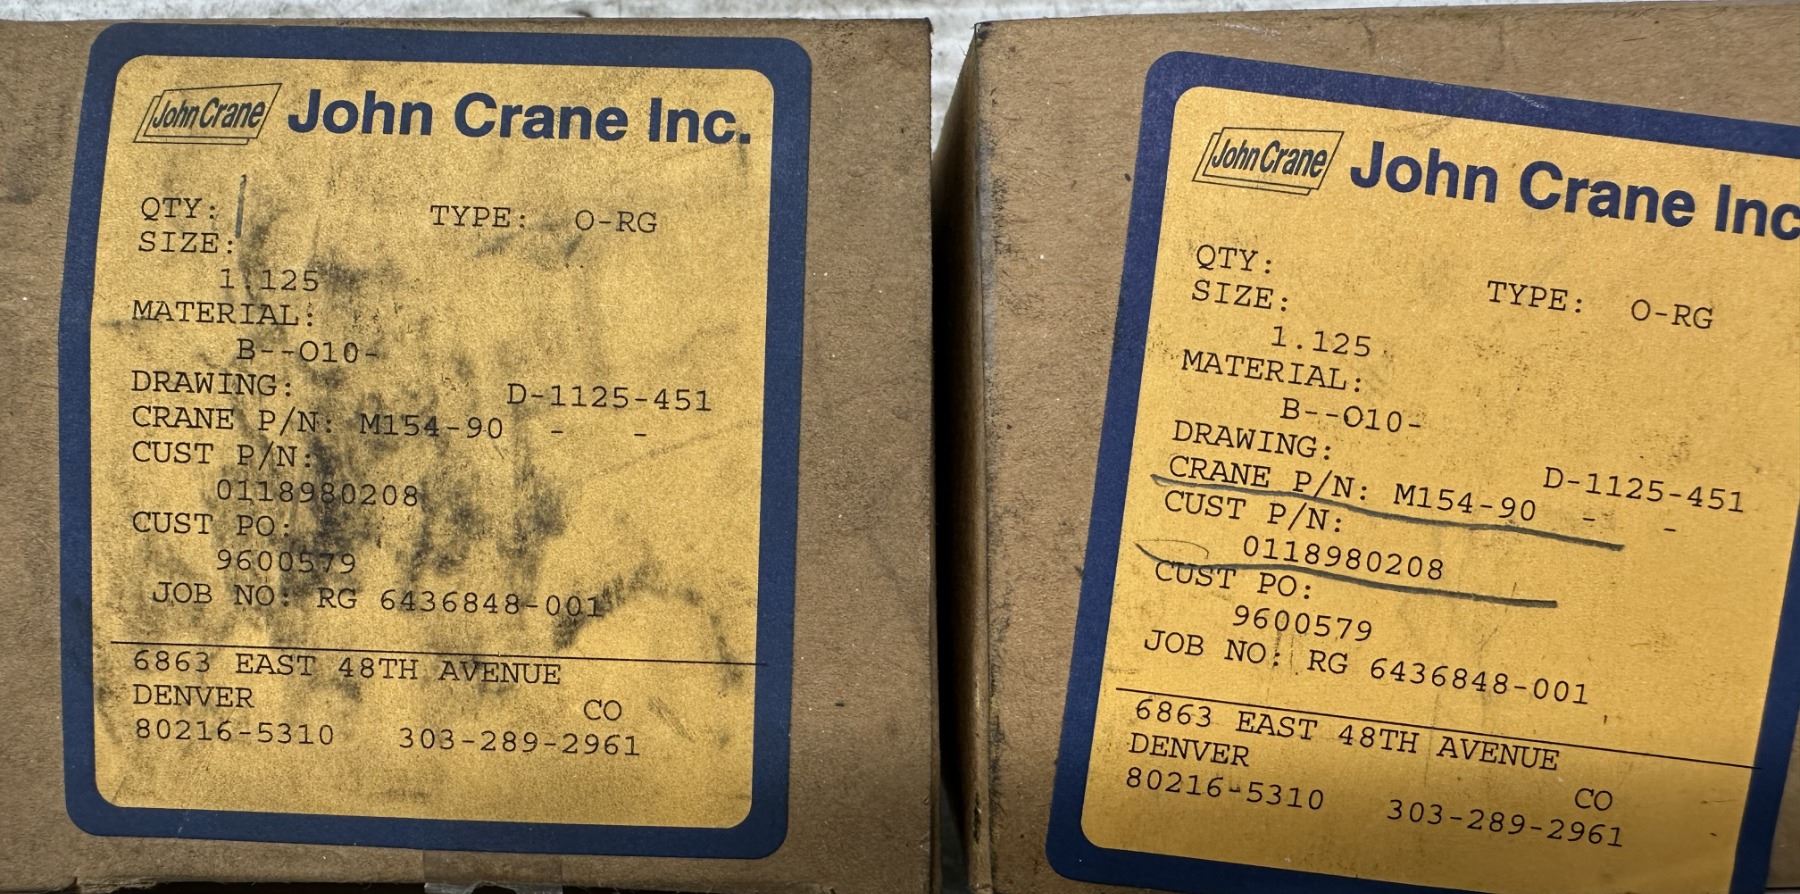 John Crane John Crane Inc.
QTY: 1 TYPE: O-RG
SIZE:
1.125
MATERIAL:
B--O10-
DRAWING: D-1125-451
CRANE P/N: M154-90 - -
CUST P/N:
0118980208
CUST PO:
9600579
JOB NO: RG 6436848-001
6863 EAST 48TH AVENUE
DENVER CO
80216-5310 303-289-2961
John Crane John Crane Inc
QTY: TYPE: O-RG
SIZE:
1.125
MATERIAL:
B--O10-
DRAWING: D-1125-451
CRANE P/N: M154-90 - -
CUST P/N:
0118980208
CUST PO:
9600579
JOB NO: RG 6436848-001
6863 EAST 48TH AVENUE
DENVER CO
80216-5310 303-289-2961